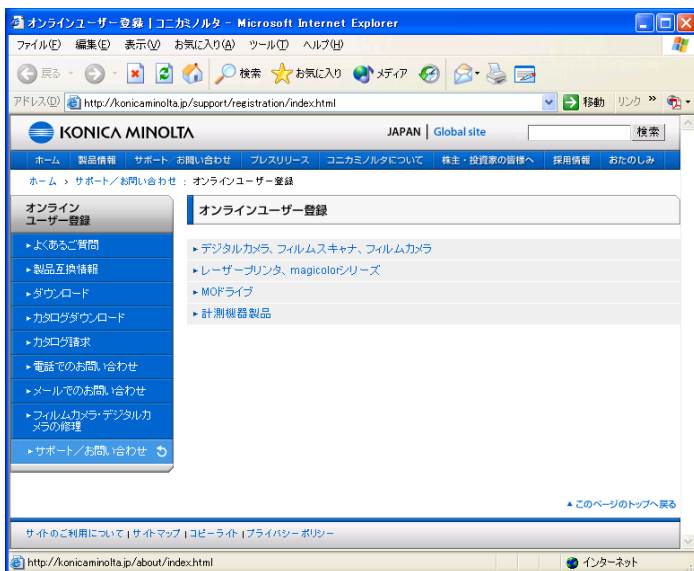 オンラインユーザー登録 | コニカミノルタ - Microsoft Internet Explorer
ファイル(F) 編集(E) 表示(V) お気に入り(A) ツール(T) ヘルプ(H)
戻る 検索 お気に入り メディア
アドレス(D) http://konicaminolta.jp/support/registration/index.html 移動 リンク »
KONICA MINOLTA JAPAN | Global site 検索
ホーム 製品情報 サポート/お問い合わせ プレスリリース コニカミノルタについて 株主・投資家の皆様へ 採用情報 おたのしみ
ホーム › サポート/お問い合わせ : オンラインユーザー登録
オンライン
ユーザー登録
よくあるご質問
製品互換情報
ダウンロード
カタログダウンロード
カタログ請求
電話でのお問い合わせ
メールでのお問い合わせ
フィルムカメラ・デジタルカ
メラの修理
サポート/お問い合わせ
オンラインユーザー登録
デジタルカメラ、フィルムスキャナ、フィルムカメラ
レーザープリンタ、magicolorシリーズ
MOドライブ
計測機器製品
▲このページのトップへ戻る
サイトのご利用について | サイトマップ | コピーライト | プライバシーポリシー
http://konicaminolta.jp/about/index.html インターネット